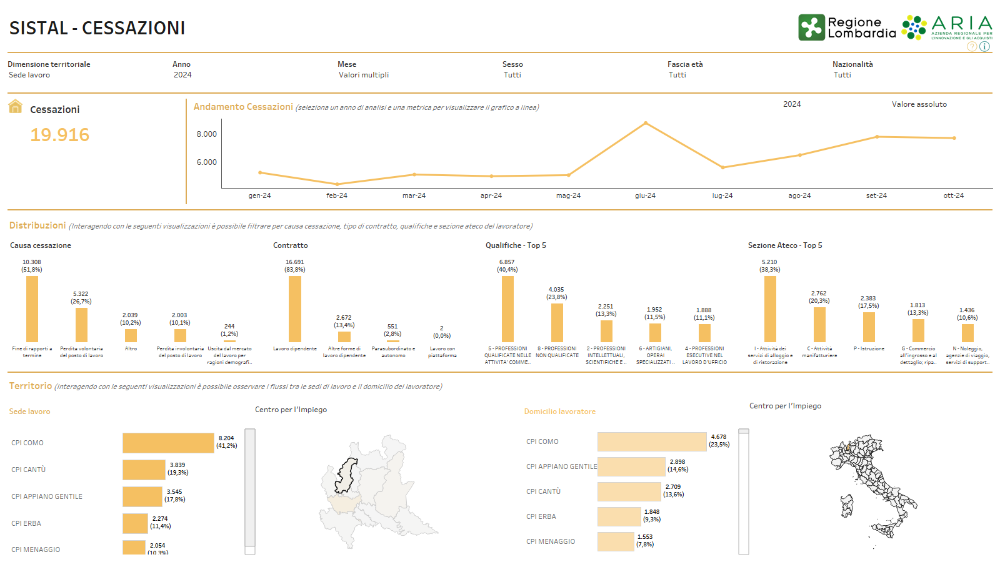 SISTAL - CESSAZIONI
Regione
Lombardia
ARIA
AZIENDA REGIONALE PER
L'INNOVAZIONE E GLI ACQUISTI
?
i
Dimensione territoriale
Sede lavoro
Anno
2024
Mese
Valori multipli
Sesso
Tutti
Fascia età
Tutti
Nazionalità
Tutti
Cessazioni
19.916
Andamento Cessazioni (seleziona un anno di analisi e una metrica per visualizzare il grafico a linea)
2024
Valore assoluto
8.000
6.000
gen-24
feb-24
mar-24
apr-24
mag-24
giu-24
lug-24
ago-24
set-24
ott-24
Distribuzioni (Interagendo con le seguenti visualizzazioni è possibile filtrare per causa cessazione, tipo di contratto, qualifiche e sezione ateco del lavoratore)
Causa cessazione
10.308
(51,8%)
Fine di rapporti a
termine
5.322
(26,7%)
Perdita volontaria
del posto di lavoro
2.039
(10,2%)
Altro
2.003
(10,1%)
Perdita involontaria
del posto di lavoro
244
(1,2%)
Uscita dal mercato
del lavoro per
ragioni demografi..
Contratto
16.691
(83,8%)
Lavoro dipendente
2.672
(13,4%)
Altre forme di
lavoro dipendente
551
(2,8%)
Parasubordinato e
autonomo
2
(0,0%)
Lavoro con
piattaforma
Qualifiche - Top 5
6.857
(40,4%)
5 - PROFESSIONI
QUALIFICATE NELLE
ATTIVITA' COMME..
4.035
(23,8%)
8 - PROFESSIONI
NON QUALIFICATE
2.251
(13,3%)
2 - PROFESSIONI
INTELLETTUALI,
SCIENTIFICHE E ..
1.952
(11,5%)
6 - ARTIGIANI,
OPERAI
SPECIALIZZATI ..
1.888
(11,1%)
4 - PROFESSIONI
ESECUTIVE NEL
LAVORO D'UFFICIO
Sezione Ateco - Top 5
5.210
(38,3%)
I - Attività dei
servizi di alloggio e
di ristorazione
2.762
(20,3%)
C - Attività
manifatturiere
2.383
(17,5%)
P - Istruzione
1.813
(13,3%)
G - Commercio
all'ingrosso e al
dettaglio; ripa..
1.436
(10,6%)
N - Noleggio,
agenzie di viaggio,
servizi di support..
Territorio (Interagendo con le seguenti visualizzazioni è possibile osservare i flussi tra le sedi di lavoro e il domicilio del lavoratore)
Sede lavoro
Centro per l'Impiego
CPI COMO
8.204
(41,2%)
CPI CANTÙ
3.839
(19,3%)
CPI APPIANO GENTILE
3.545
(17,8%)
CPI ERBA
2.274
(11,4%)
CPI MENAGGIO
2.054
(10,3%)
Domicilio lavoratore
Centro per l'Impiego
CPI COMO
4.678
(23,5%)
CPI APPIANO GENTILE
2.898
(14,6%)
CPI CANTÙ
2.709
(13,6%)
CPI ERBA
1.848
(9,3%)
CPI MENAGGIO
1.553
(7,8%)